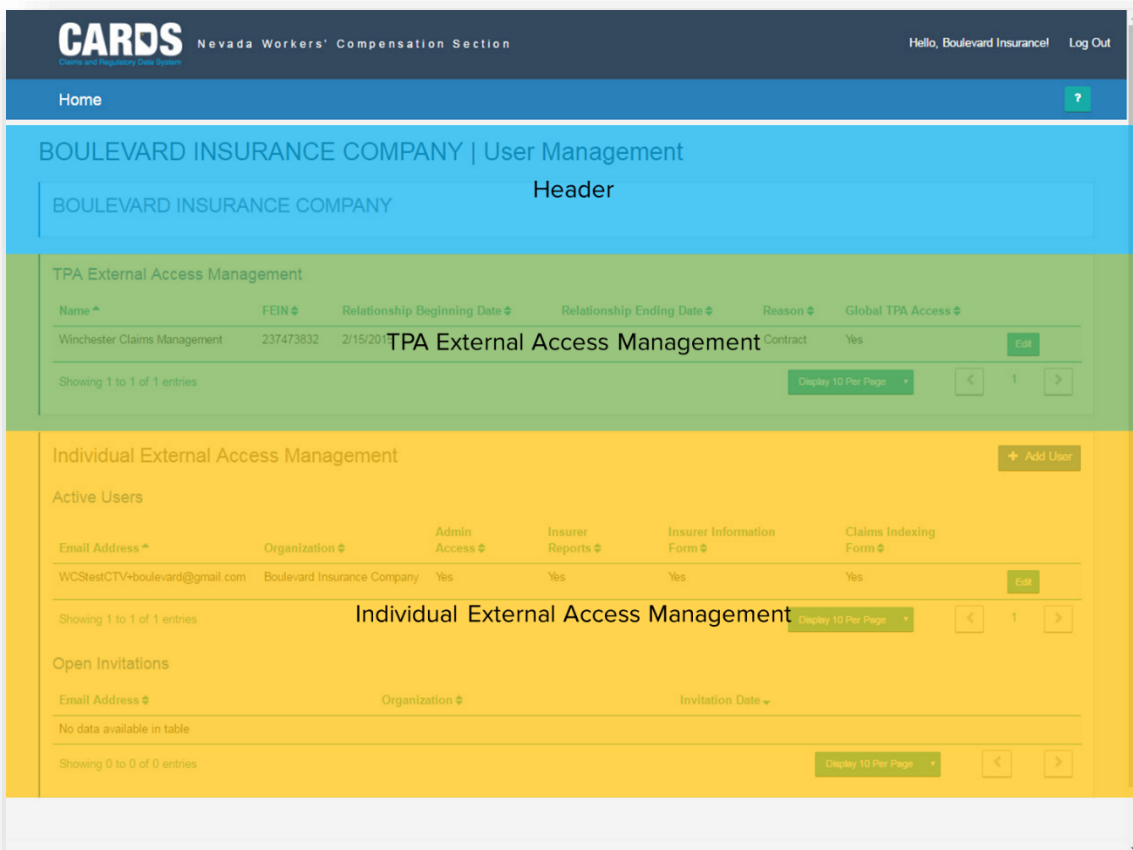 CARDS Nevada Workers' Compensation Section Hello, Boulevard Insurance! Log Out
Claims and Regulatory Data System
Home ?
BOULEVARD INSURANCE COMPANY | User Management
Header
BOULEVARD INSURANCE COMPANY
TPA External Access Management
Name FEIN Relationship Beginning Date Relationship Ending Date Reason Global TPA Access
Winchester Claims Management 237473832 2/15/201 Contract Yes Edit
TPA External Access Management
Showing 1 to 1 of 1 entries Display 10 Per Page < 1 >
Individual External Access Management + Add User
Active Users
Email Address Organization Admin Access Insurer Reports Insurer Information Form Claims Indexing Form
WCStestCTV+boulevard@gmail.com Boulevard Insurance Company Yes Yes Yes Yes Edit
Individual External Access Management
Showing 1 to 1 of 1 entries Display 10 Per Page < 1 >
Open Invitations
Email Address Organization Invitation Date
No data available in table
Showing 0 to 0 of 0 entries Display 10 Per Page < >